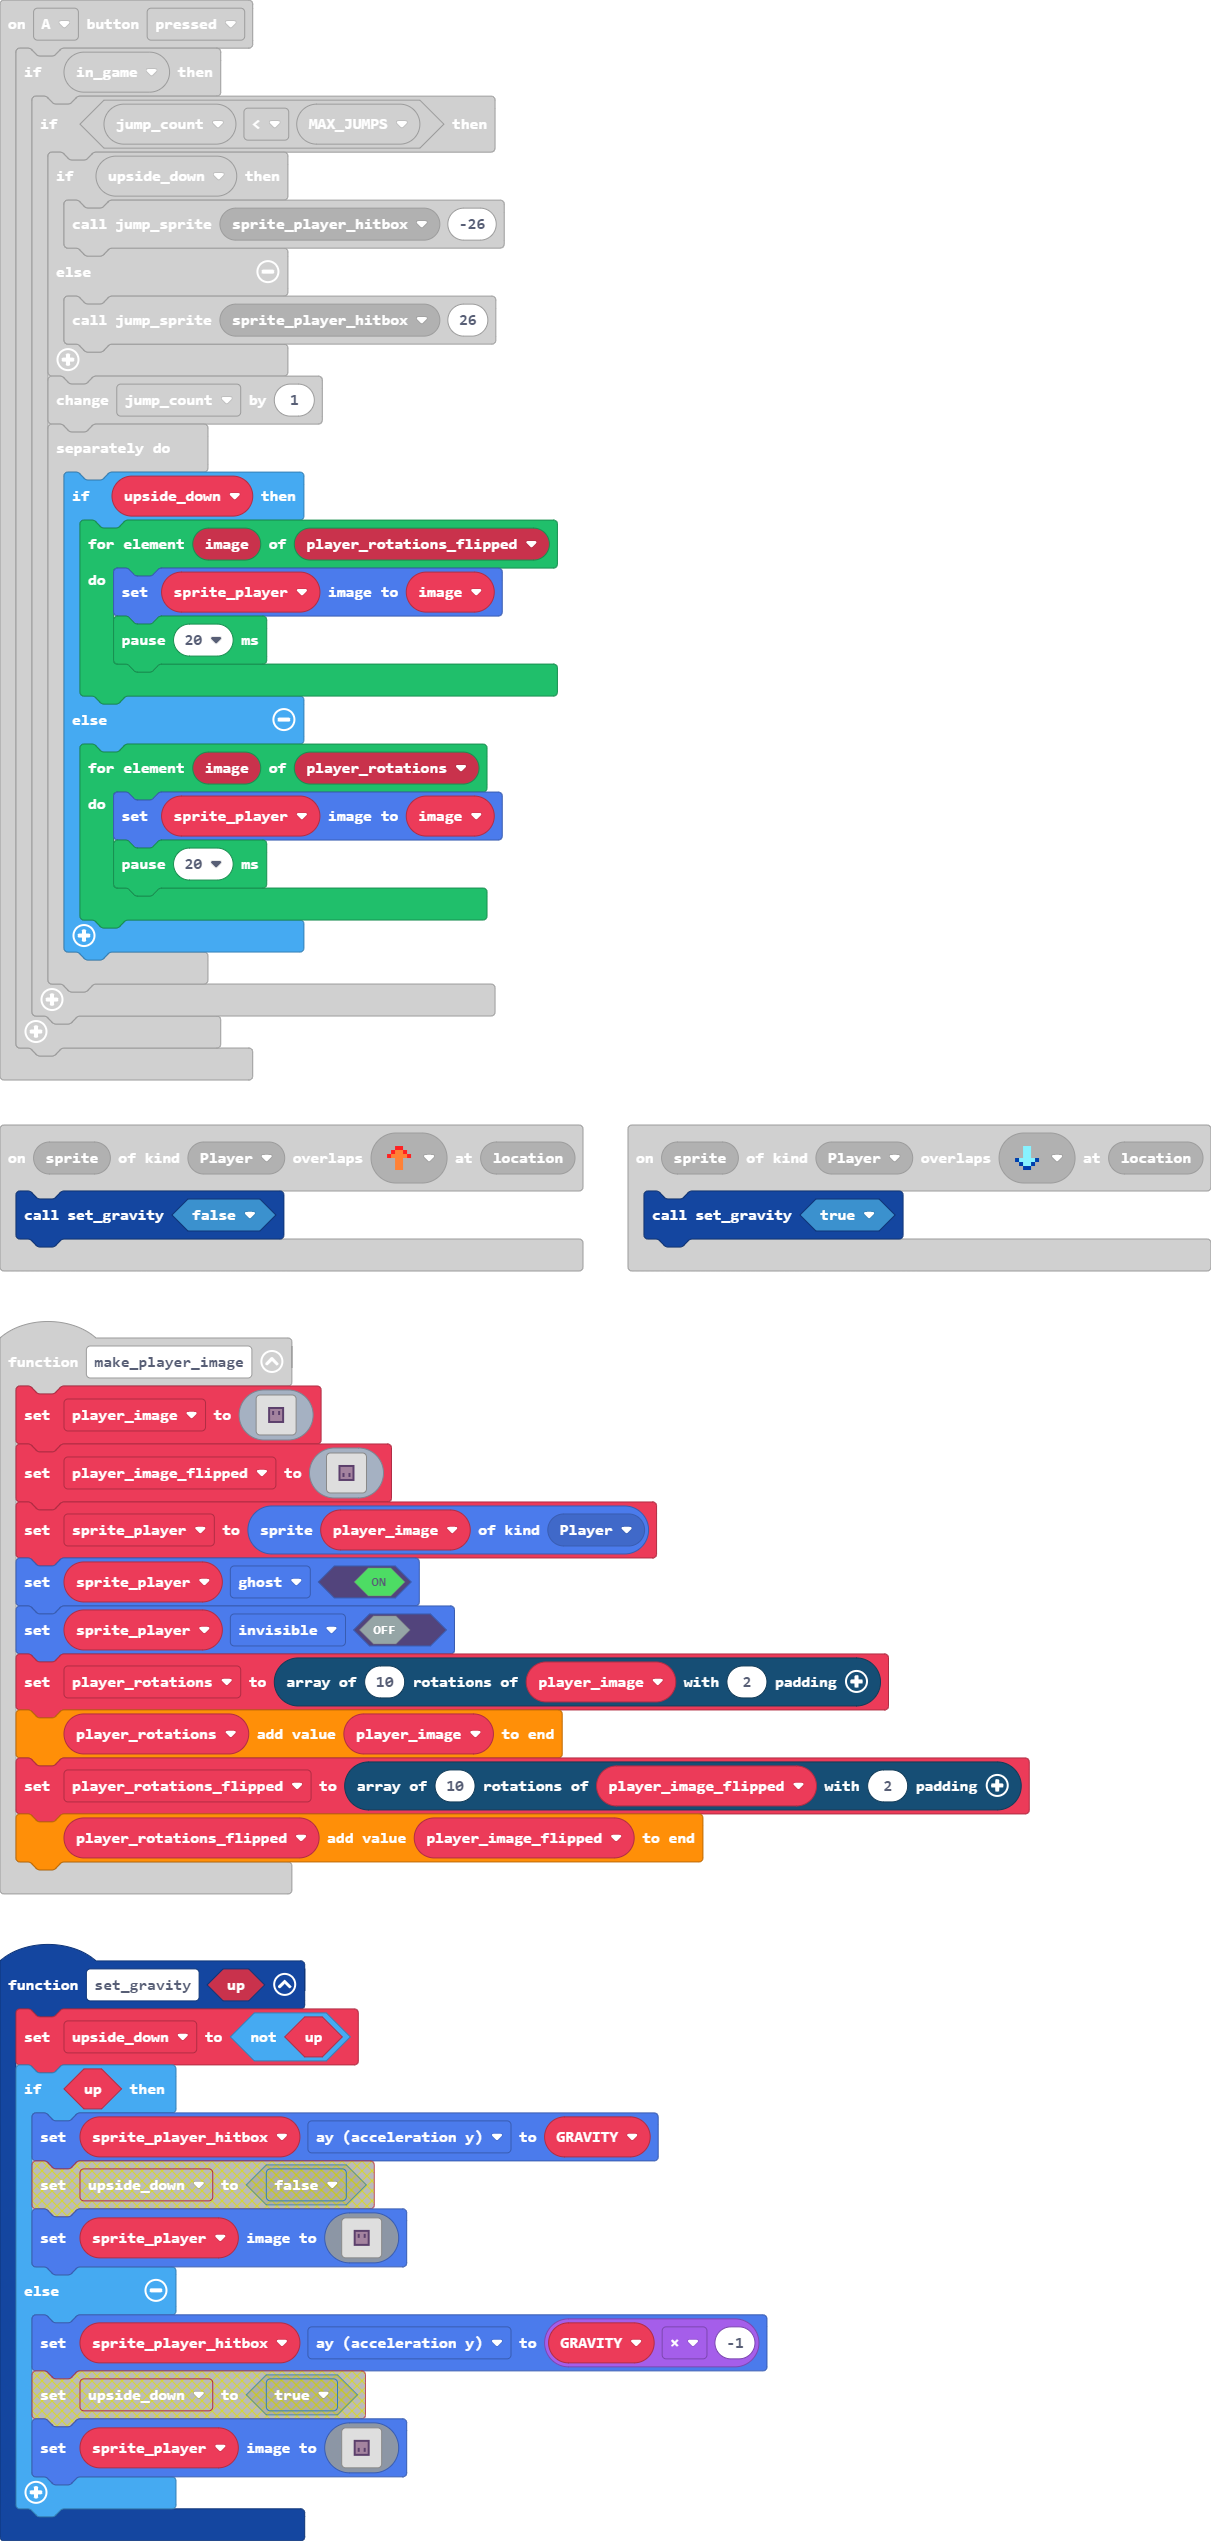 on A button pressed
if in_game then
if jump_count < MAX_JUMPS then
if upside_down then
call jump_sprite sprite_player_hitbox -26
else
call jump_sprite sprite_player_hitbox 26
change jump_count by 1
separately do
if upside_down then
for element image of player_rotations_flipped
do set sprite_player image to image
pause 20 ms
else
for element image of player_rotations
do set sprite_player image to image
pause 20 ms
on sprite of kind Player overlaps at location
call set_gravity false
on sprite of kind Player overlaps at location
call set_gravity true
function make_player_image
set player_image to
set player_image_flipped to
set sprite_player to sprite player_image of kind Player
set sprite_player ghost ON
set sprite_player invisible OFF
set player_rotations to array of 10 rotations of player_image with 2 padding
player_rotations add value player_image to end
set player_rotations_flipped to array of 10 rotations of player_image_flipped with 2 padding
player_rotations_flipped add value player_image_flipped to end
function set_gravity up
set upside_down to not up
if up then
set sprite_player_hitbox ay (acceleration y) to GRAVITY
set upside_down to false
set sprite_player image to
else
set sprite_player_hitbox ay (acceleration y) to GRAVITY × -1
set upside_down to true
set sprite_player image to